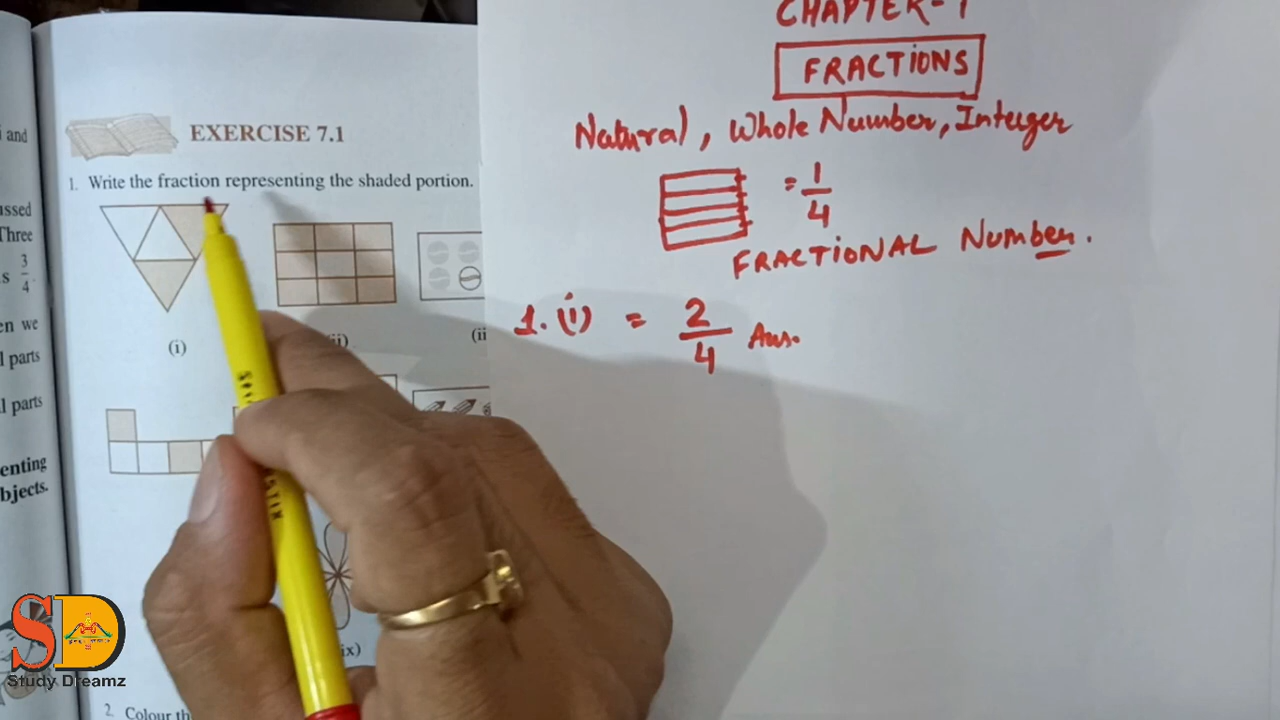 CHAPTER-7
FRACTIONS
Natural, Whole Number, Integer
= 1/4
FRACTIONAL Number.
1. (i) = 2/4 Ans.
i and
Three
s 3/4.
en we
l parts
l parts
enting
bjects.
EXERCISE 7.1
1. Write the fraction representing the shaded portion.
(i)
(ii
2. Colour th
SD
Study Dreamz